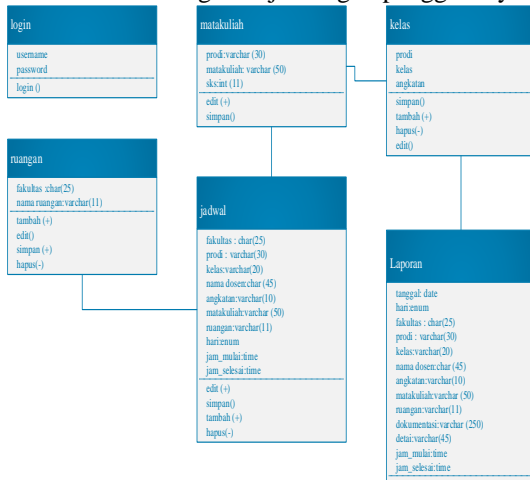 login
username
password
login ()
matakuliah
prodi:varchar (30)
matakuliah: varchar (50)
sks:int (11)
edit (+)
simpan()
kelas
prodi
kelas
angkatan
simpan()
tambah (+)
hapus(-)
edit()
ruangan
fakultas :char(25)
nama ruangan:varchar(11)
tambah (+)
edit()
simpan (+)
hapus(-)
jadwal
fakultas : char(25)
prodi : varchar(30)
kelas:varchar(20)
nama dosen:char (45)
angkatan:varchar(10)
matakuliah:varchar (50)
ruangan:varchar(11)
hari:enum
jam_mulai:time
jam_selesai:time
edit (+)
simpan()
tambah (+)
hapus(-)
Laporan
tanggal: date
hari:enum
fakultas : char(25)
prodi : varchar(30)
kelas:varchar(20)
nama dosen:char (45)
angkatan:varchar(10)
matakuliah:varchar (50)
ruangan:varchar(11)
dokumentasi:varchar (250)
detai:varchar(45)
jam_mulai:time
jam_selesai:time